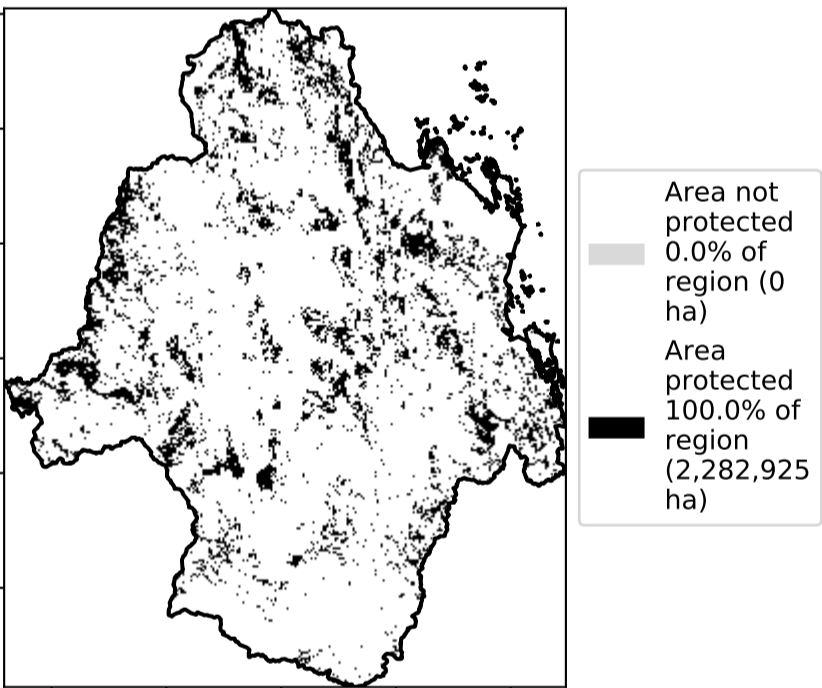 Area not
protected
0.0% of
region (0
ha)
Area
protected
100.0% of
region
(2,282,925
ha)